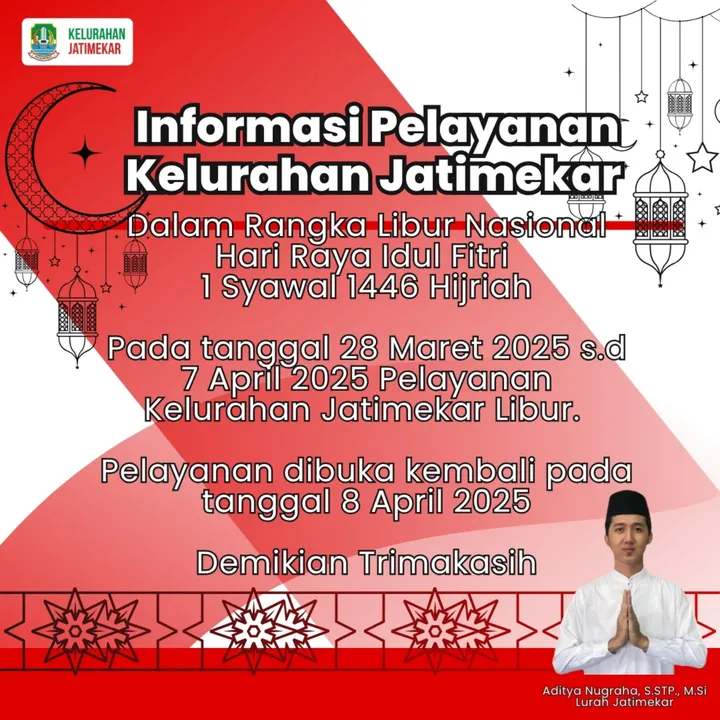 KELURAHAN
JATIMEKAR
Informasi Pelayanan
Kelurahan Jatimekar
Dalam Rangka Libur Nasional
Hari Raya Idul Fitri
1 Syawal 1446 Hijriah
Pada tanggal 28 Maret 2025 s.d
7 April 2025 Pelayanan
Kelurahan Jatimekar Libur.
Pelayanan dibuka kembali pada
tanggal 8 April 2025
Demikian Trimakasih
Aditya Nugraha, S.STP., M.Si
Lurah Jatimekar